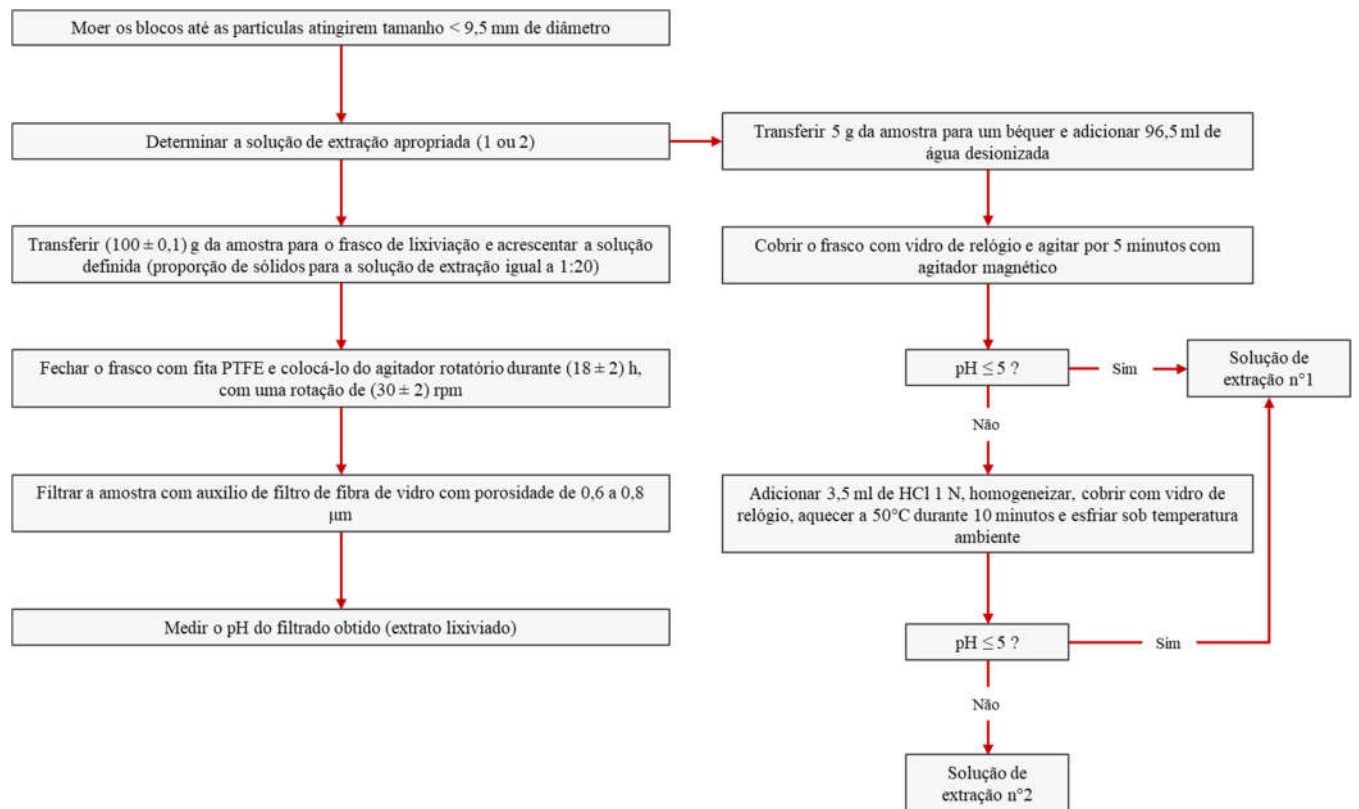 Moer os blocos até as partículas atingirem tamanho < 9,5 mm de diâmetro
Determinar a solução de extração apropriada (1 ou 2)
Transferir (100 ± 0,1) g da amostra para o frasco de lixiviação e acrescentar a solução
definida (proporção de sólidos para a solução de extração igual a 1:20)
Fechar o frasco com fita PTFE e colocá-lo do agitador rotatório durante (18 ± 2) h,
com uma rotação de (30 ± 2) rpm
Filtrar a amostra com auxilio de filtro de fibra de vidro com porosidade de 0,6 a 0,8
μm
Medir o pH do filtrado obtido (extrato lixiviado)
Transferir 5 g da amostra para um béquer e adicionar 96,5 ml de
água desionizada
Cobrir o frasco com vidro de relógio e agitar por 5 minutos com
agitador magnético
pH ≤ 5 ?
Sim
Solução de
extração n°1
Não
Adicionar 3,5 ml de HCl 1 N, homogeneizar, cobrir com vidro de
relógio, aquecer a 50°C durante 10 minutos e esfriar sob temperatura
ambiente
pH ≤ 5 ?
Sim
Não
Solução de
extração n°2